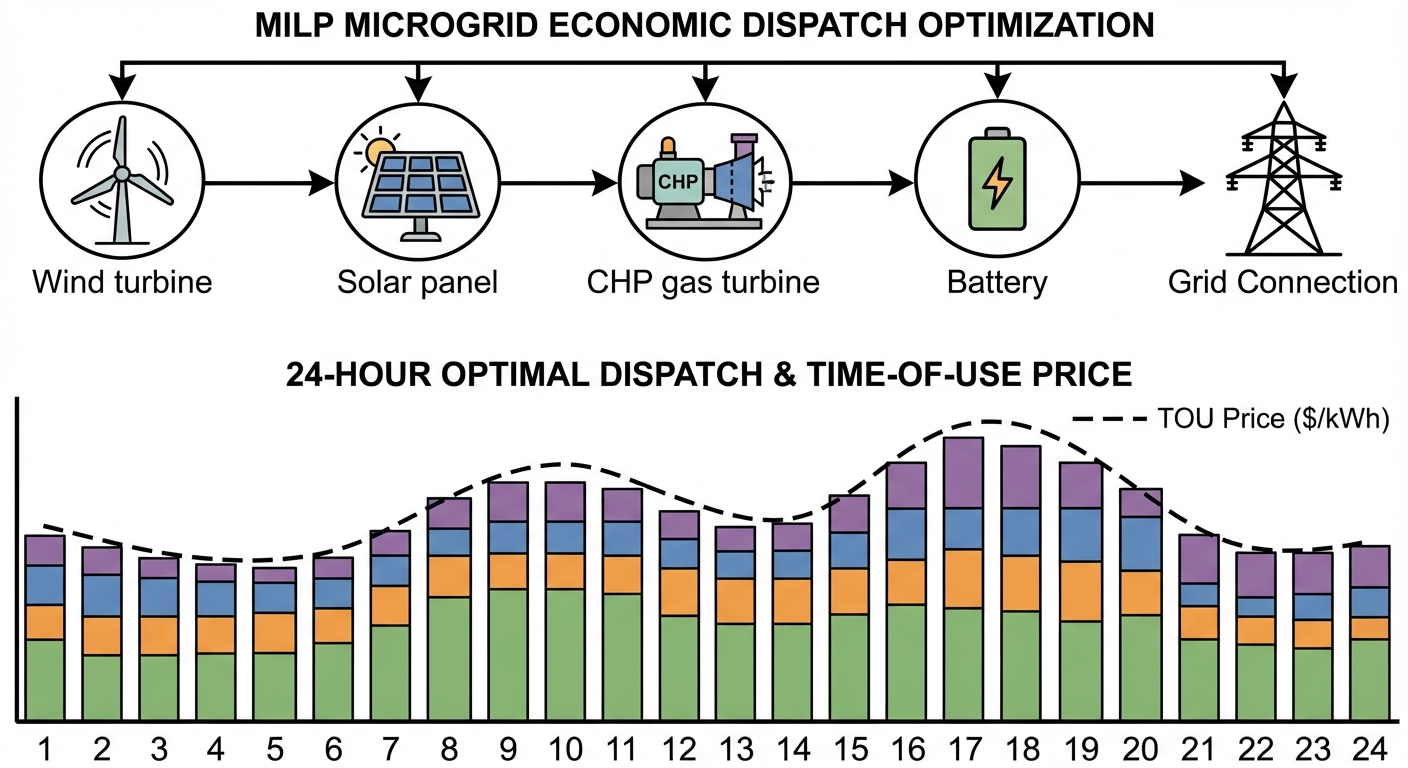 MILP MICROGRID ECONOMIC DISPATCH OPTIMIZATION
CHP
Wind turbine
Solar panel
CHP gas turbine
Battery
Grid Connection
24-HOUR OPTIMAL DISPATCH & TIME-OF-USE PRICE
TOU Price ($/kWh)
1 2 3 4 5 6 7 8 9 10 11 12 13 14 15 16 17 18 19 20 21 22 23 24